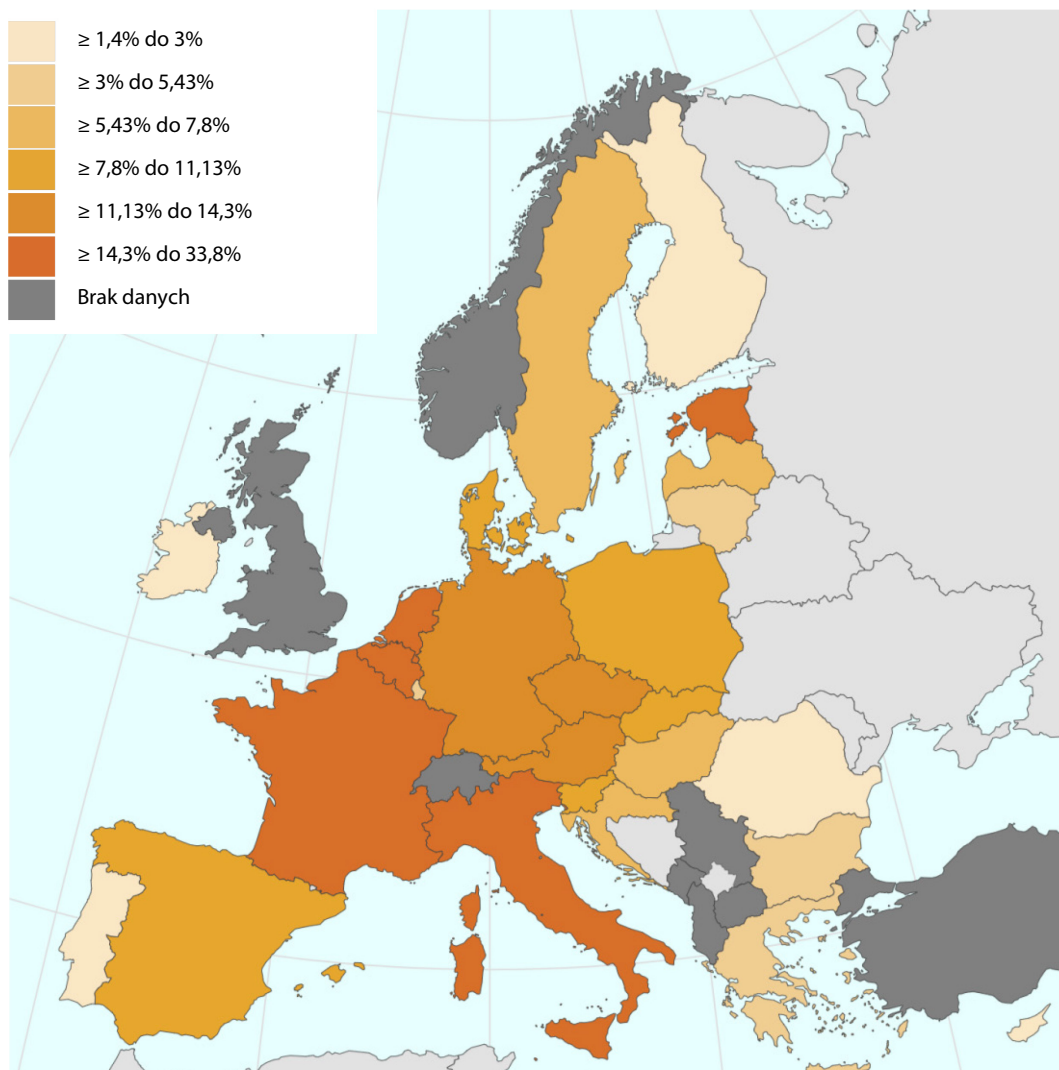 ≥ 1,4% do 3%
≥ 3% do 5,43%
≥ 5,43% do 7,8%
≥ 7,8% do 11,13%
≥ 11,13% do 14,3%
≥ 14,3% do 33,8%
Brak danych